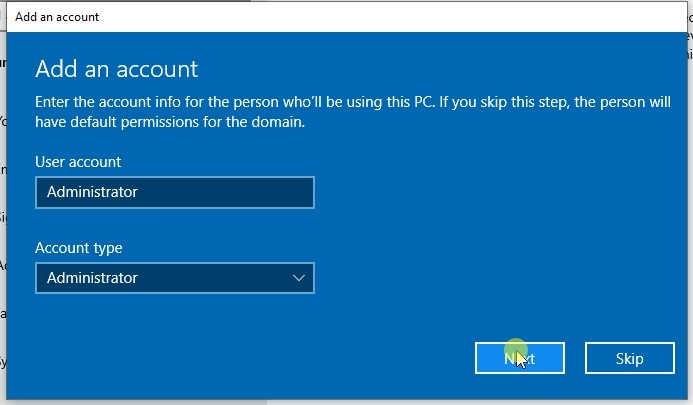 Add an account
Add an account
Enter the account info for the person who'll be using this PC. If you skip this step, the person will
have default permissions for the domain.
User account
Administrator
Account type
Administrator
Next
Skip